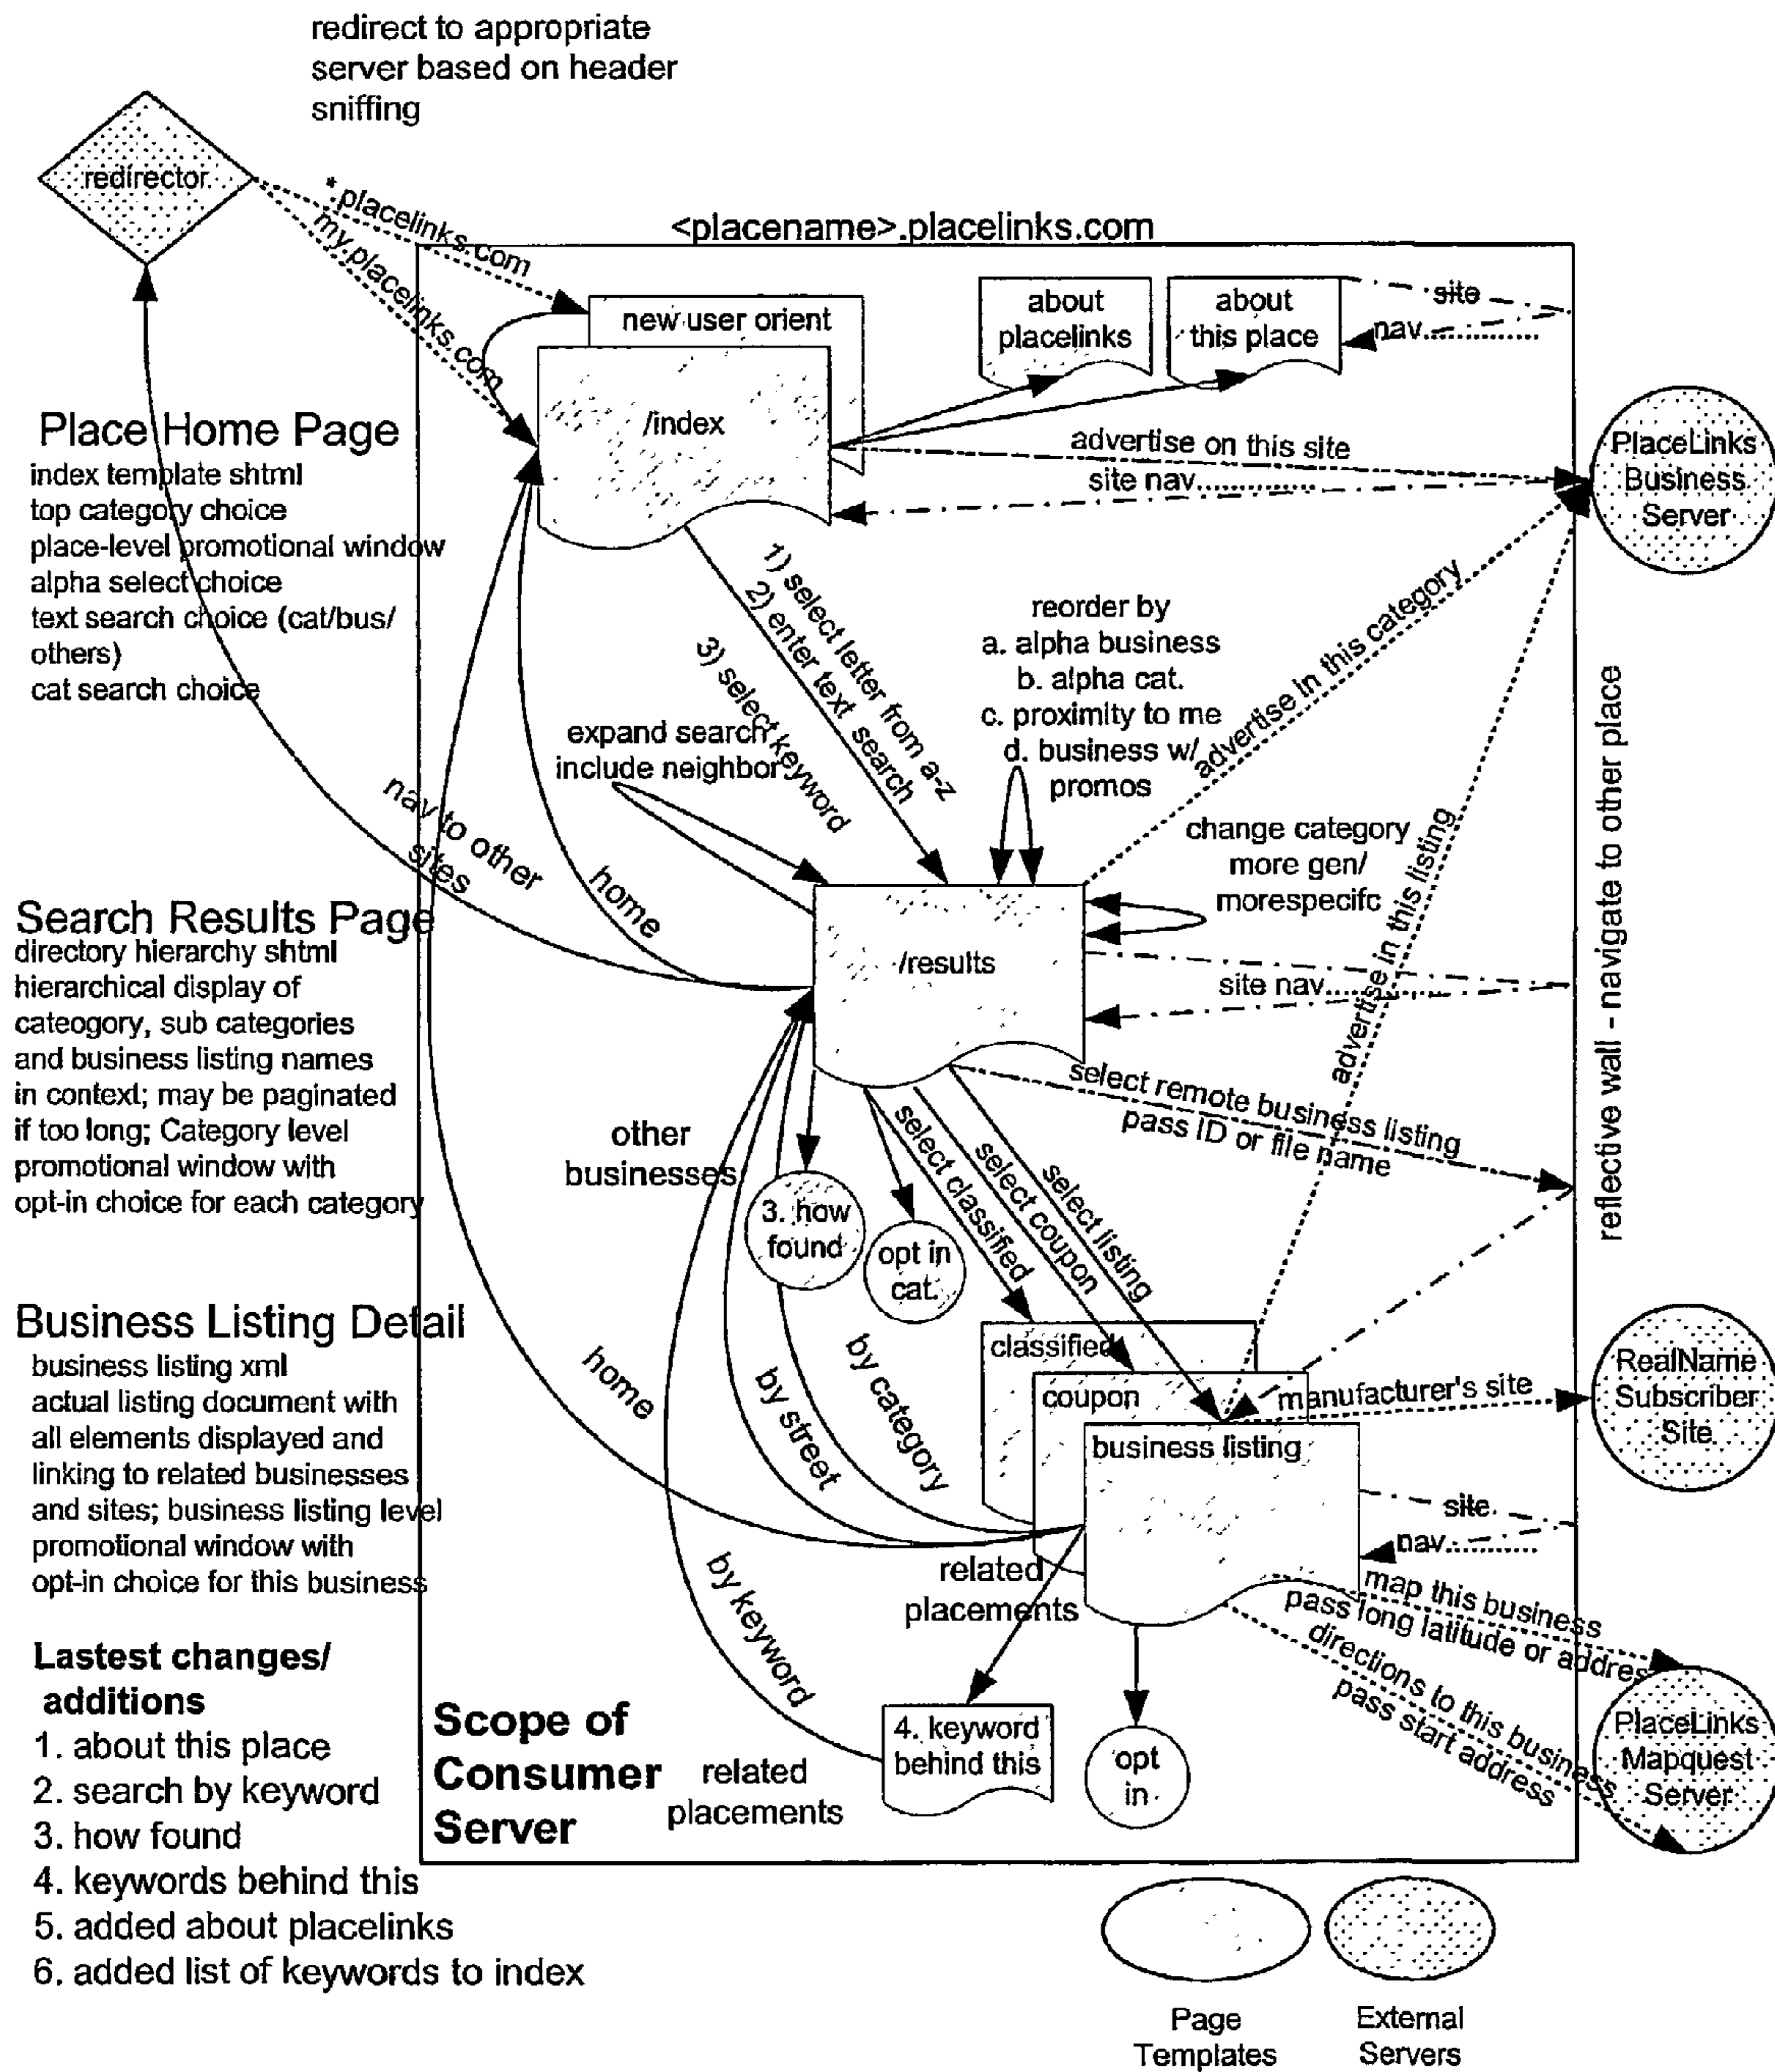 redirect to appropriate
server based on header
sniffing
redirector
*.placelinks.com
my.placelinks.com
<placename>.placelinks.com
new user orient
/index
about
placelinks
about
this place
site
nav
Place Home Page
index template shtml
top category choice
place-level promotional window
alpha select choice
text search choice (cat/bus/
others)
cat search choice
advertise on this site
site nav
PlaceLinks
Business
Server
1) select letter from a-z
2) enter text search
3) select keyword
reorder by
a. alpha business
b. alpha cat.
c. proximity to me
d. business w/
promos
advertise in this category
expand search
include neighbor
change category
more gen/
morespecifc
advertise in this listing
reflective wall - navigate to other place
nav to other
sites
home
Search Results Page
directory hierarchy shtml
hierarchical display of
cateogory, sub categories
and business listing names
in context; may be paginated
if too long; Category level
promotional window with
opt-in choice for each category
/results
site nav
select remote business listing
pass ID or file name
other
businesses
3. how
found
opt in
cat.
select classified
select coupon
select listing
Business Listing Detail
business listing xml
actual listing document with
all elements displayed and
linking to related businesses
and sites; business listing level
promotional window with
opt-in choice for this business
home
by street
by category
by keyword
classified
coupon
business listing
manufacturer's site
RealName
Subscriber
Site
site
nav
related
placements
map this business
pass long latitude or addres
directions to this business
pass start address
PlaceLinks
Mapquest
Server
Lastest changes/
additions
1. about this place
2. search by keyword
3. how found
4. keywords behind this
5. added about placelinks
6. added list of keywords to index
Scope of
Consumer
Server
related
placements
4. keyword
behind this
opt
in
Page
Templates
External
Servers